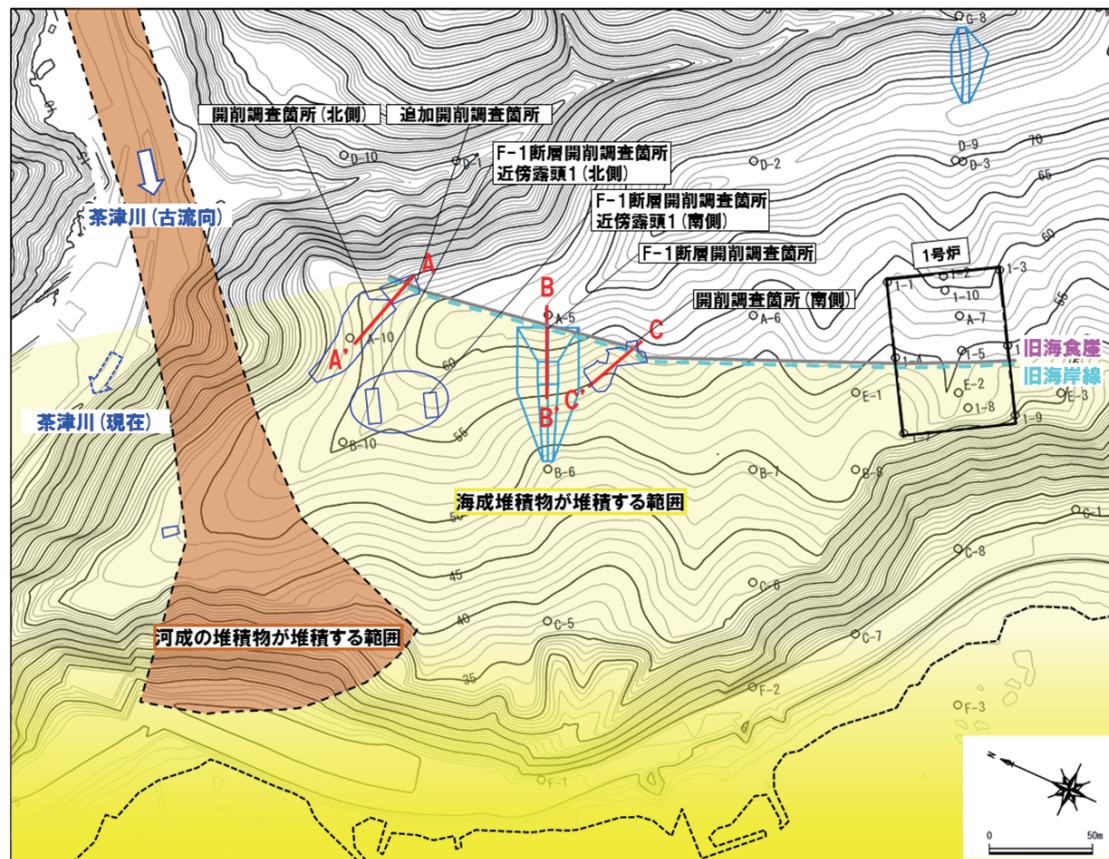 G-8
開削調査箇所(北側)
追加開削調査箇所
F-1断層開削調査箇所
近傍露頭1(北側)
F-1断層開削調査箇所
近傍露頭1(南側)
F-1断層開削調査箇所
開削調査箇所(南側)
茶津川(古流向)
茶津川(現在)
D-10
D-1
D-2
D-9
D-3
70
65
60
55
1号炉
1-1
1-2
1-3
1-10
A-7
1-4
1-5
E-2
1-8
1-7
1-9
E-3
E-1
A
A'
A-10
B
A-5
B'
C
C'
A-6
旧海食崖
旧海岸線
60
55
B-10
B-6
B-8
海成堆積物が堆積する範囲
50
45
40
35
C-1
C-8
C-6
C-5
C-7
河成の堆積物が堆積する範囲
F-2
F-3
F-1
N
0
50m